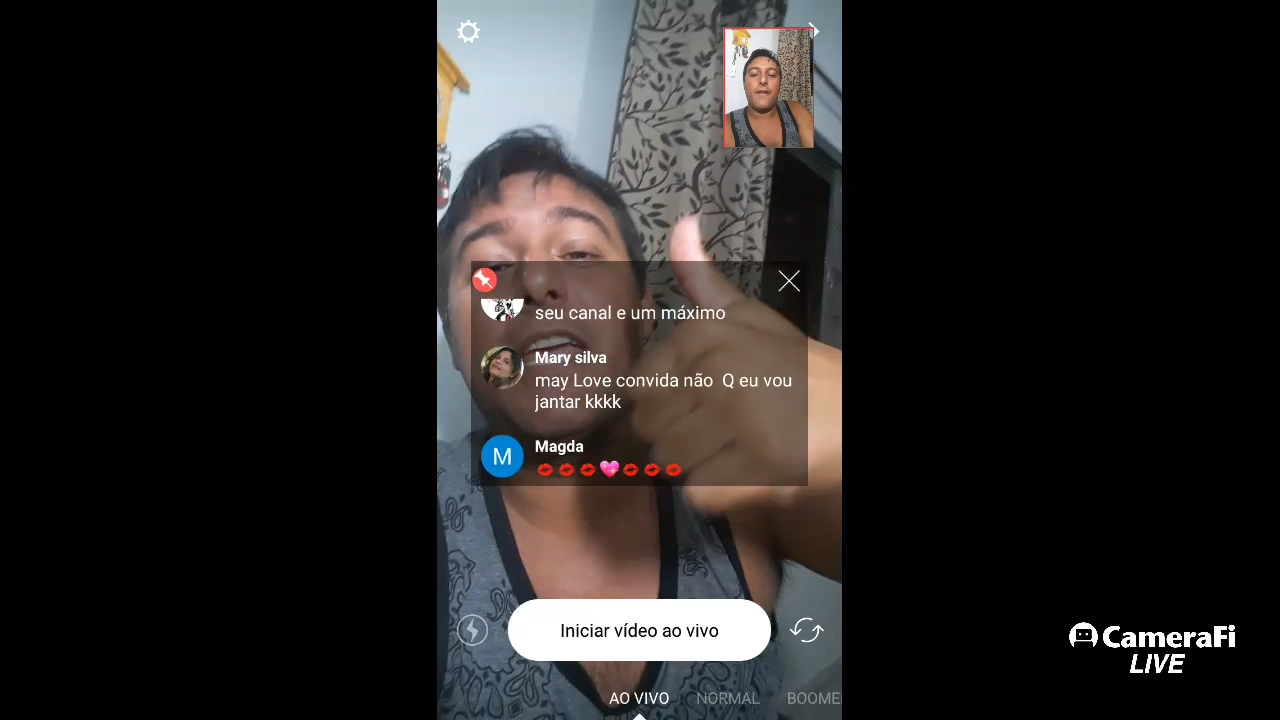 seu canal e um máximo
Mary silva
may Love convida não Q eu vou
jantar kkkk
Magda
M
Iniciar vídeo ao vivo
AO VIVO
NORMAL
BOOME
CameraFi
LIVE